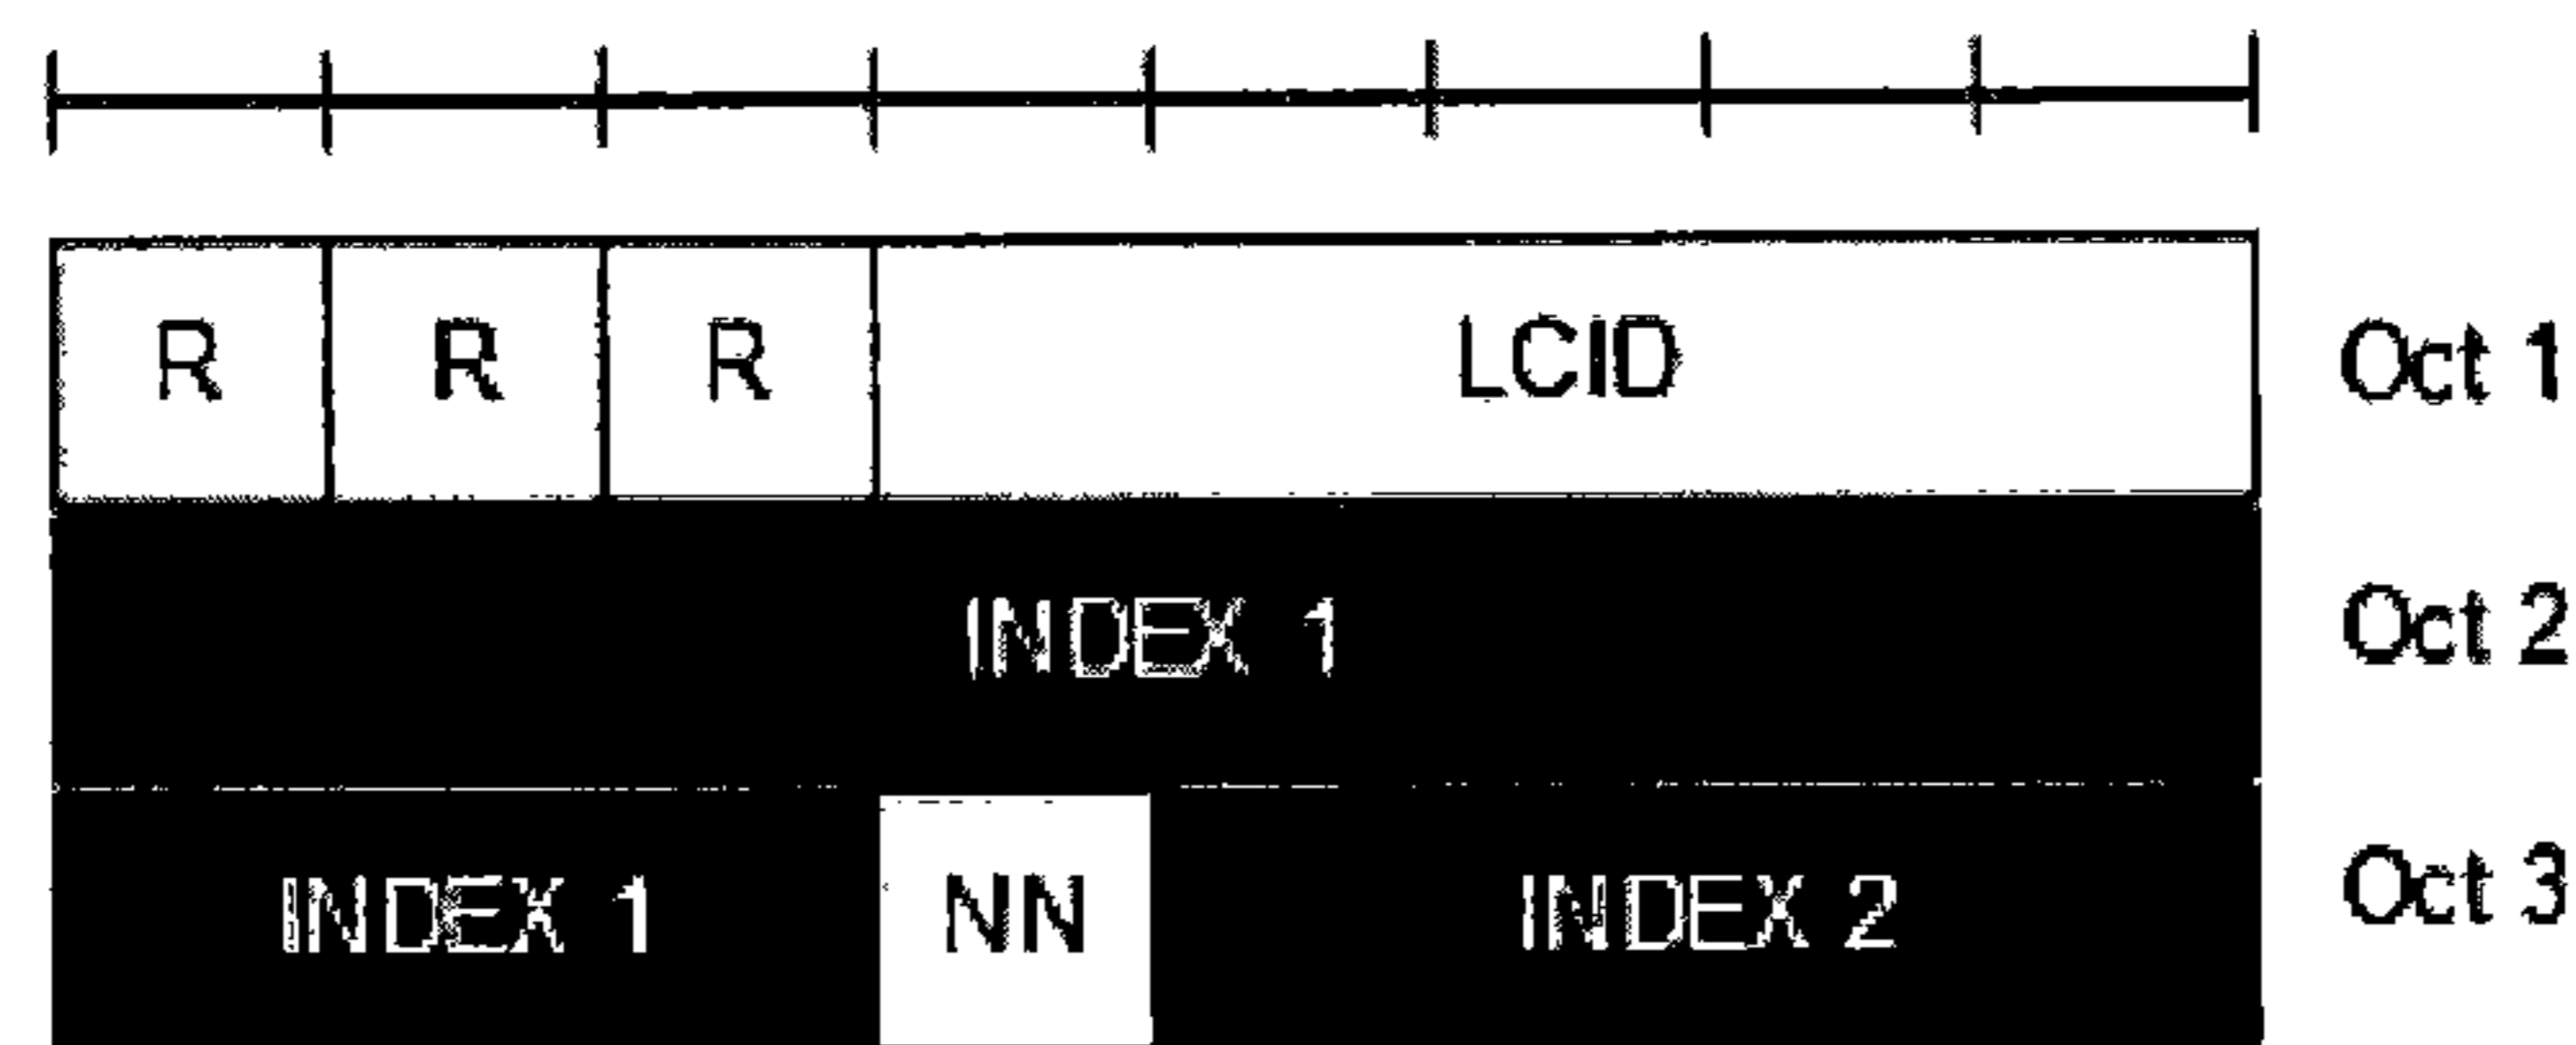 R R R LCID Oct 1
INDEX 1 Oct 2
INDEX 1 NN INDEX 2 Oct 3